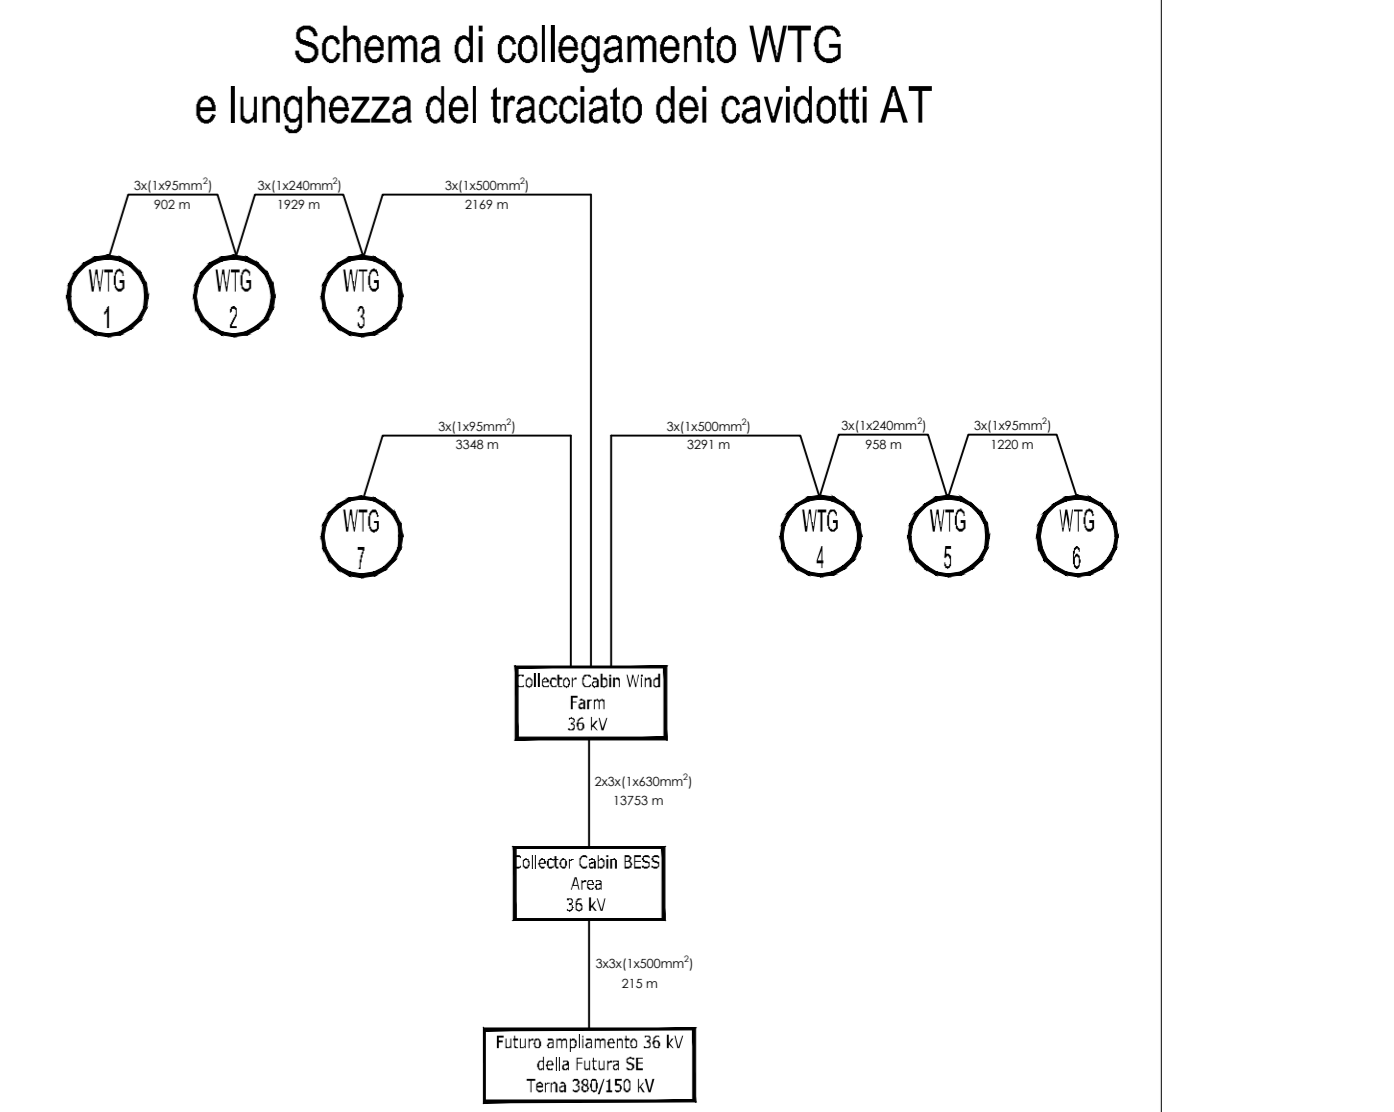 Schema di collegamento WTG
e lunghezza del tracciato dei cavidotti AT
3x(1x95mm²)
902 m
3x(1x240mm²)
1929 m
3x(1x500mm²)
2169 m
WTG
1
WTG
2
WTG
3
3x(1x95mm²)
3348 m
3x(1x500mm²)
3291 m
3x(1x240mm²)
958 m
3x(1x95mm²)
1220 m
WTG
7
WTG
4
WTG
5
WTG
6
Collector Cabin Wind
Farm
36 kV
2x3x(1x630mm²)
13753 m
Collector Cabin BESS
Area
36 kV
3x3x(1x500mm²)
215 m
Futuro ampliamento 36 kV
della Futura SE
Terna 380/150 kV